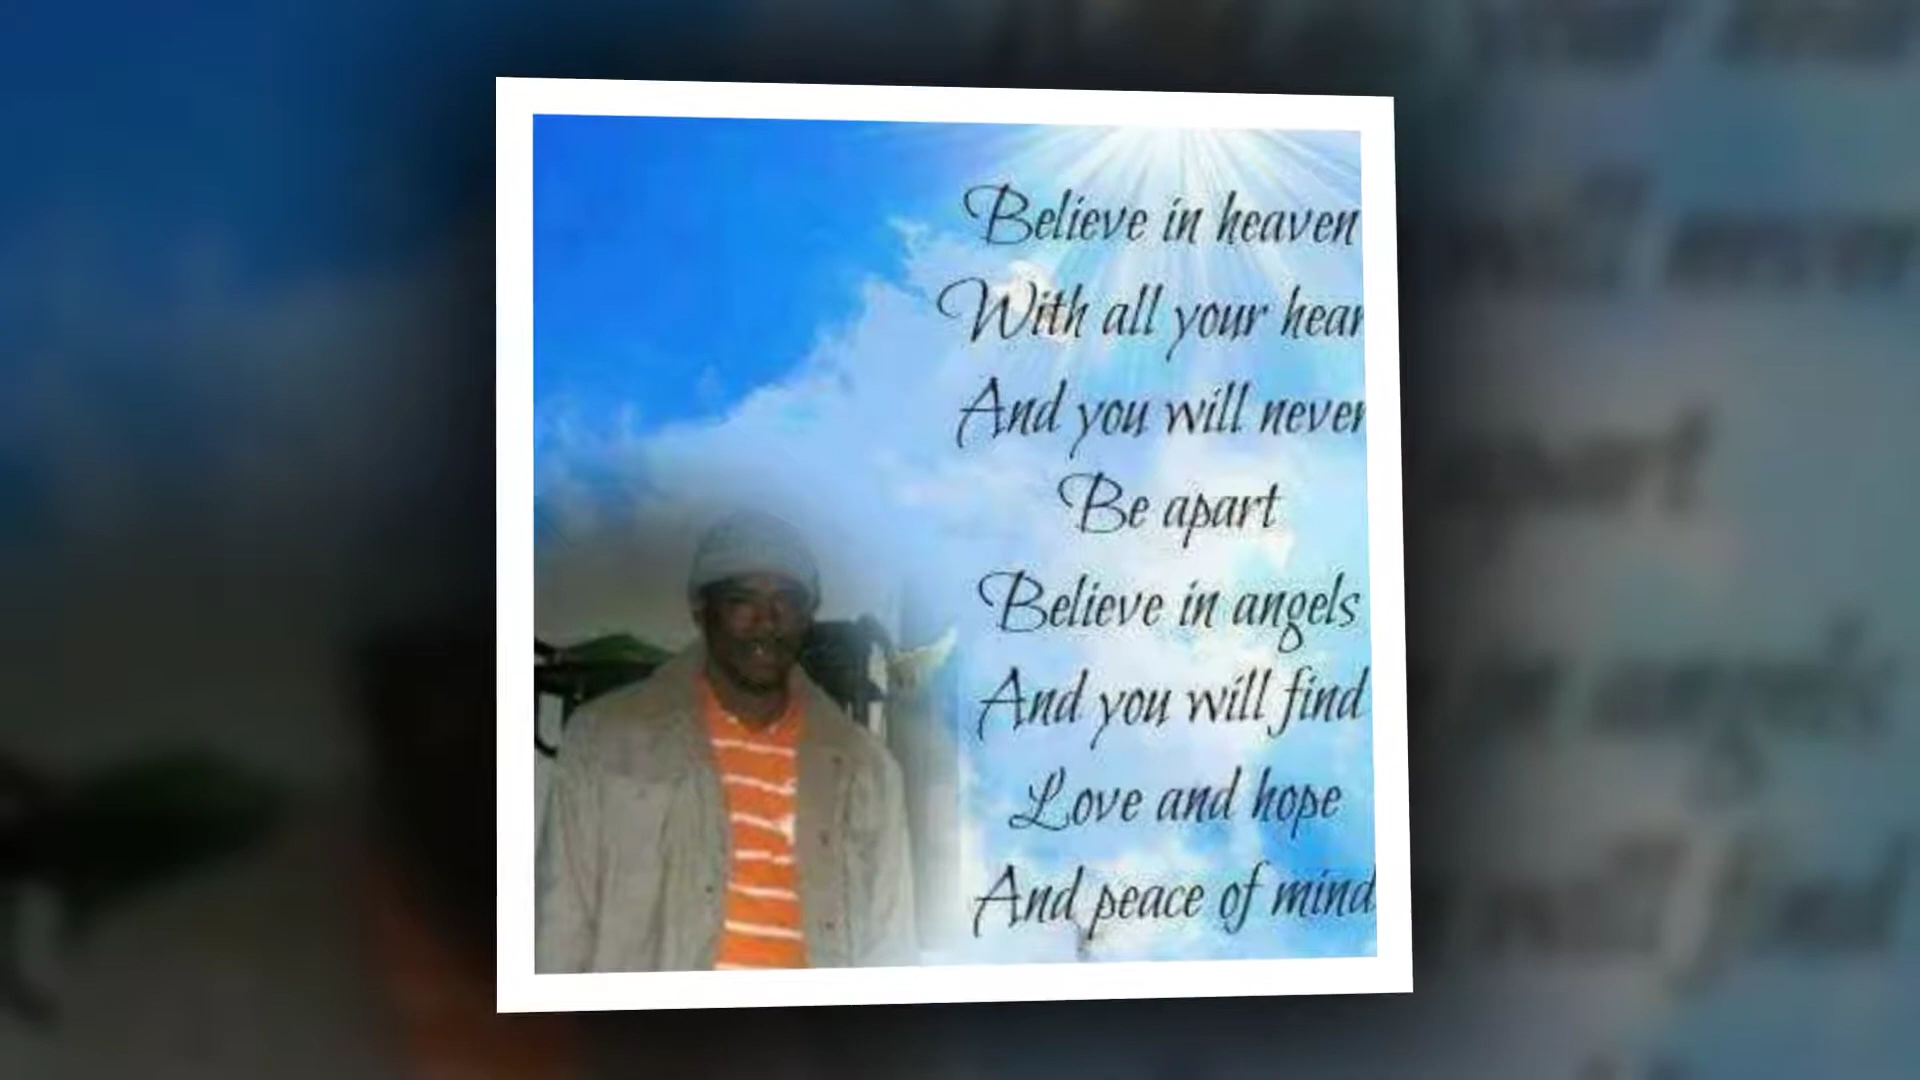 Believe in heaven
With all your hear
And you will never
Be apart
Believe in angels
And you will find
Love and hope
And peace of mind